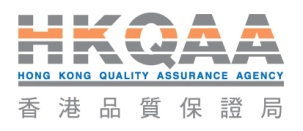 HKQAA
HONG KONG QUALITY ASSURANCE AGENCY
香港品質保證局